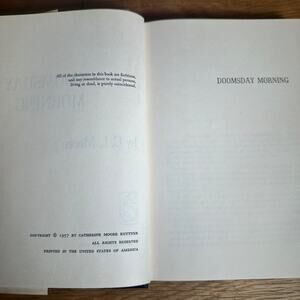 All of the characters in this book are fictitious,
and any resemblance to actual persons,
living or dead, is purely coincidental.
COPYRIGHT © 1957 BY CATHERINE MOORE KUTTNER
ALL RIGHTS RESERVED
PRINTED IN THE UNITED STATES OF AMERICA
DOOMSDAY MORNING